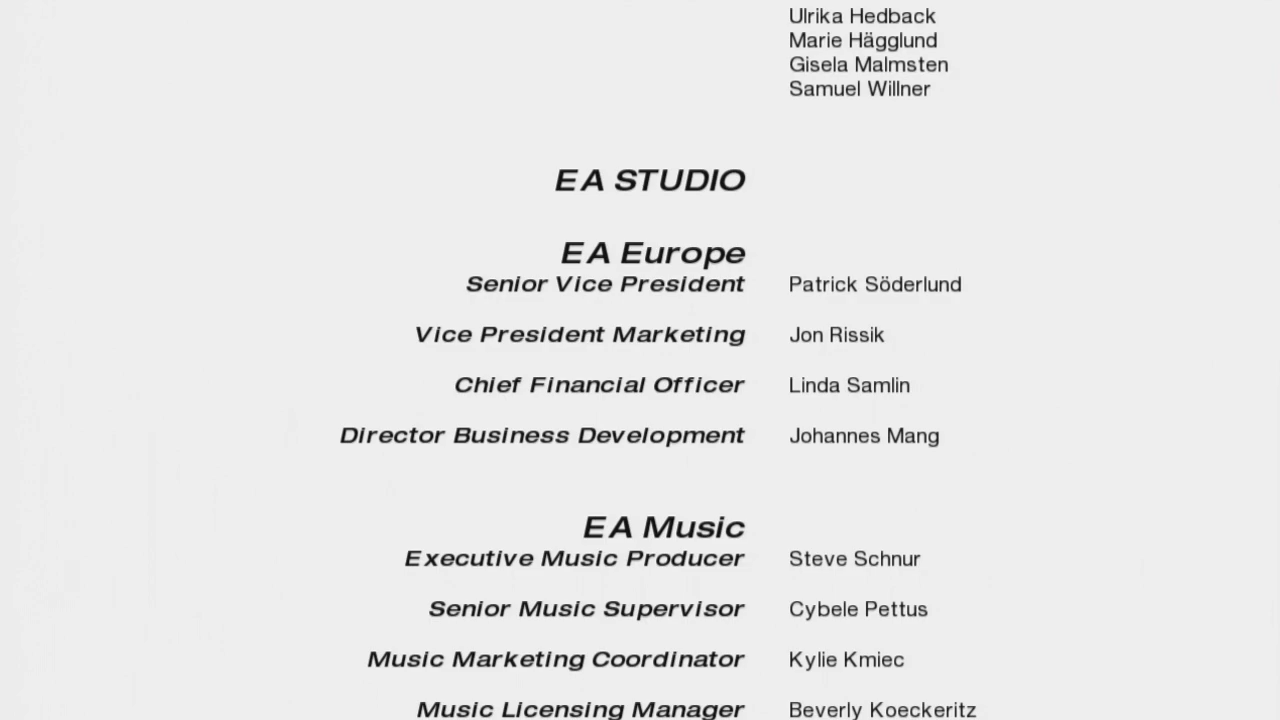 Ulrika Hedback
Marie Hägglund
Gisela Malmsten
Samuel Willner
EA STUDIO
EA Europe
Senior Vice President Patrick Söderlund
Vice President Marketing Jon Rissik
Chief Financial Officer Linda Samlin
Director Business Development Johannes Mang
EA Music
Executive Music Producer Steve Schnur
Senior Music Supervisor Cybele Pettus
Music Marketing Coordinator Kylie Kmiec
Music Licensing Manager Beverly Koeckeritz